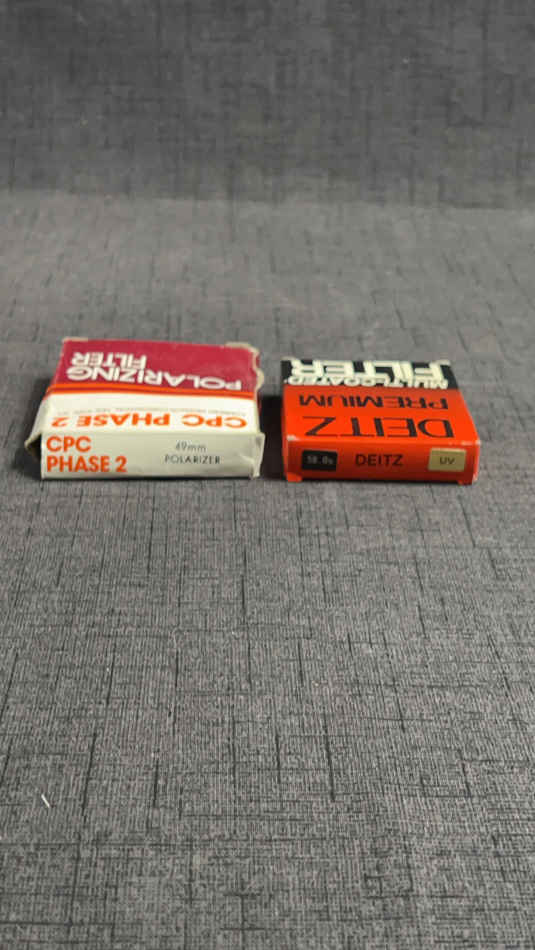 POLARIZING
FILTER
CPC PHASE 2
CPC
PHASE 2
49mm
POLARIZER
MULTI-COATED
FILTER
PREMIUM
DEITZ
DEITZ
UV